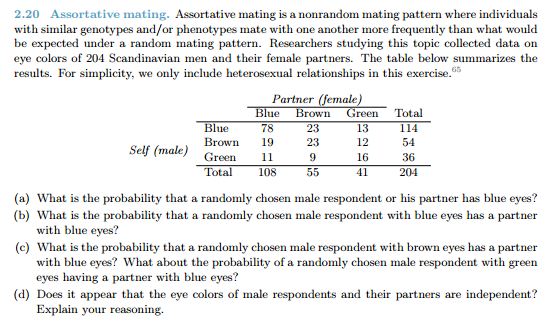 2.20 Assortative mating. Assortative mating is a nonrandom mating pattern where individuals
with similar genotypes and/or phenotypes mate with one another more frequently than what would
be expected under a random mating pattern. Researchers studying this topic collected data on
eye colors of 204 Scandinavian men and their female partners. The table below summarizes the
results. For simplicity, we only include heterosexual relationships in this exercise.65
Partner (female)
Blue Brown Green Total
Blue 78 23 13 114
Brown 19 23 12 54
Self (male)
Green 11 9 16 36
Total 108 55 41 204
(a) What is the probability that a randomly chosen male respondent or his partner has blue eyes?
(b) What is the probability that a randomly chosen male respondent with blue eyes has a partner
with blue eyes?
(c) What is the probability that a randomly chosen male respondent with brown eyes has a partner
with blue eyes? What about the probability of a randomly chosen male respondent with green
eyes having a partner with blue eyes?
(d) Does it appear that the eye colors of male respondents and their partners are independent?
Explain your reasoning.